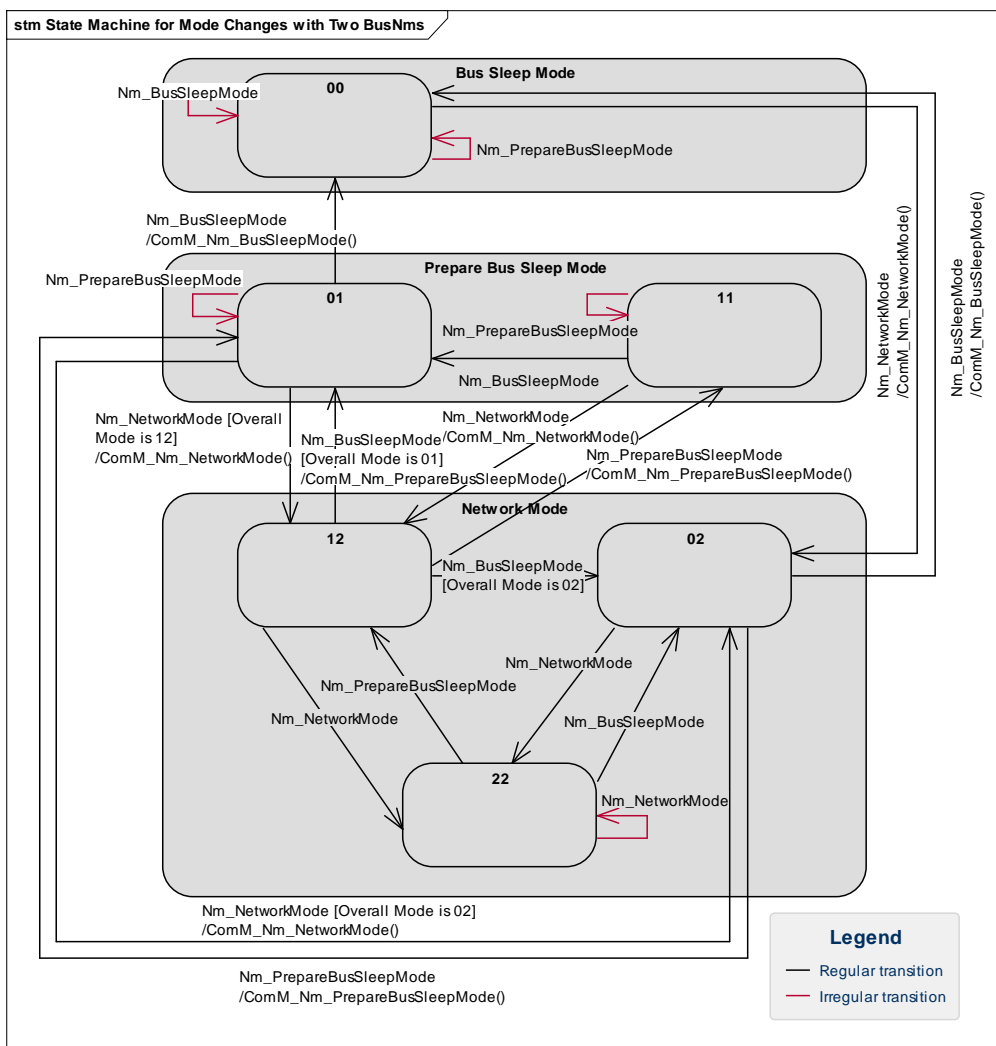 stm State Machine for Mode Changes with Two BusNms
Bus Sleep Mode
00
Nm_BusSleepMode
Nm_PrepareBusSleepMode
Nm_BusSleepMode
/ComM_Nm_BusSleepMode()
Nm_NetworkMode
/ComM_Nm_NetworkMode()
Nm_BusSleepMode
/ComM_Nm_BusSleepMode()
Prepare Bus Sleep Mode
Nm_PrepareBusSleepMode
01
11
Nm_PrepareBusSleepMode
Nm_BusSleepMode
Nm_NetworkMode [Overall
Mode is 12]
/ComM_Nm_NetworkMode()
Nm_BusSleepMode
[Overall Mode is 01]
/ComM_Nm_PrepareBusSleepMode()
Nm_NetworkMode
/ComM_Nm_NetworkMode()
Nm_PrepareBusSleepMode
/ComM_Nm_PrepareBusSleepMode()
Network Mode
12
02
Nm_BusSleepMode
[Overall Mode is 02]
Nm_NetworkMode
Nm_PrepareBusSleepMode
Nm_NetworkMode
Nm_BusSleepMode
22
Nm_NetworkMode
Nm_NetworkMode [Overall Mode is 02]
/ComM_Nm_NetworkMode()
Nm_PrepareBusSleepMode
/ComM_Nm_PrepareBusSleepMode()
Legend
Regular transition
Irregular transition